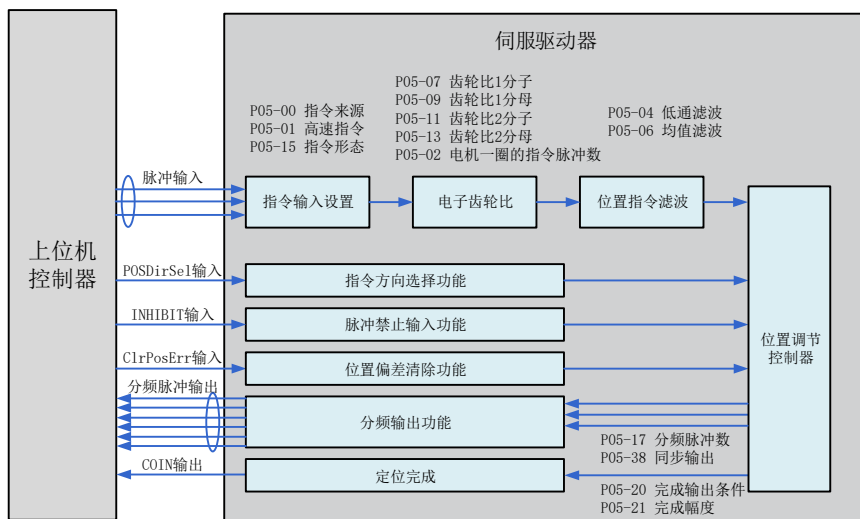 伺服驱动器
P05-00 指令来源
P05-01 高速指令
P05-15 指令形态
P05-07 齿轮比1分子
P05-09 齿轮比1分母
P05-11 齿轮比2分子
P05-13 齿轮比2分母
P05-02 电机一圈的指令脉冲数
P05-04 低通滤波
P05-06 均值滤波
脉冲输入
指令输入设置
电子齿轮比
位置指令滤波
上位机
控制器
POSDirSel输入
指令方向选择功能
INHIBIT输入
脉冲禁止输入功能
位置调节
控制器
ClrPosErr输入
位置偏差清除功能
分频脉冲输出
分频输出功能
P05-17 分频脉冲数
P05-38 同步输出
COIN输出
定位完成
P05-20 完成输出条件
P05-21 完成幅度